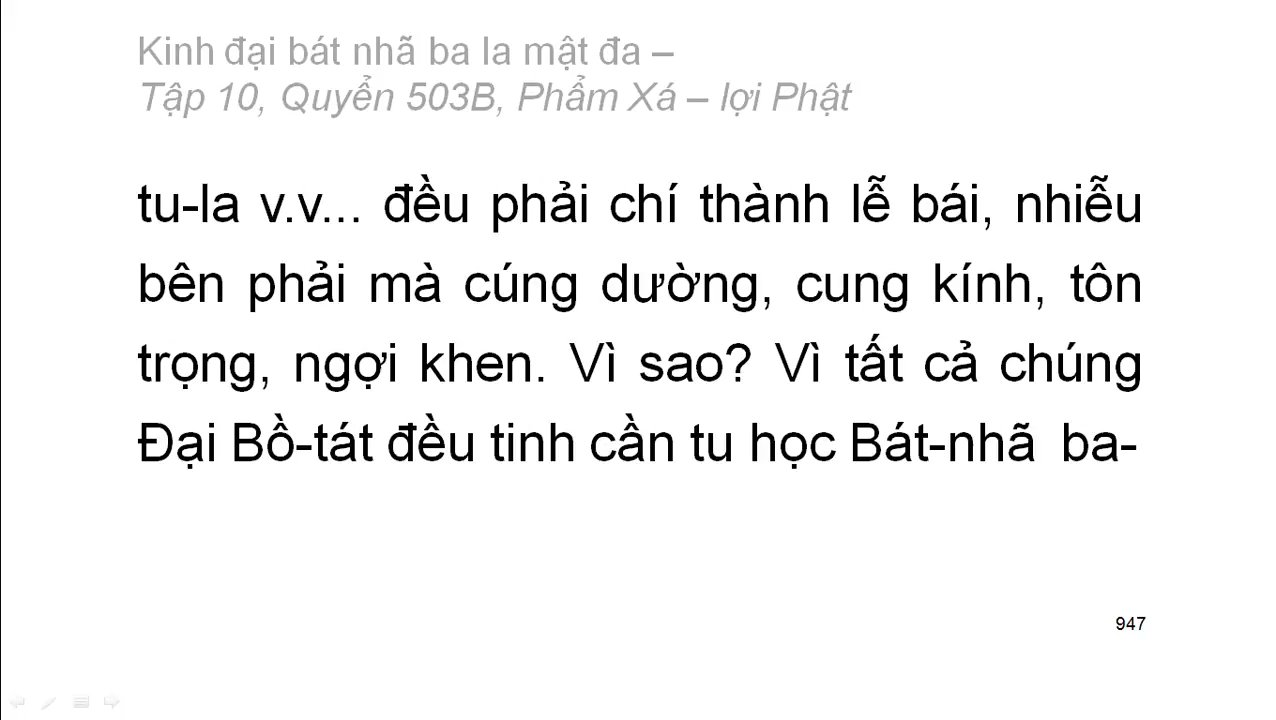 Kinh đại bát nhã ba la mật đa –
Tập 10, Quyển 503B, Phẩm Xá – lợi Phật
tu-la v.v... đều phải chí thành lễ bái, nhiễu
bên phải mà cúng dường, cung kính, tôn
trọng, ngợi khen. Vì sao? Vì tất cả chúng
Đại Bồ-tát đều tinh cần tu học Bát-nhã ba-
947